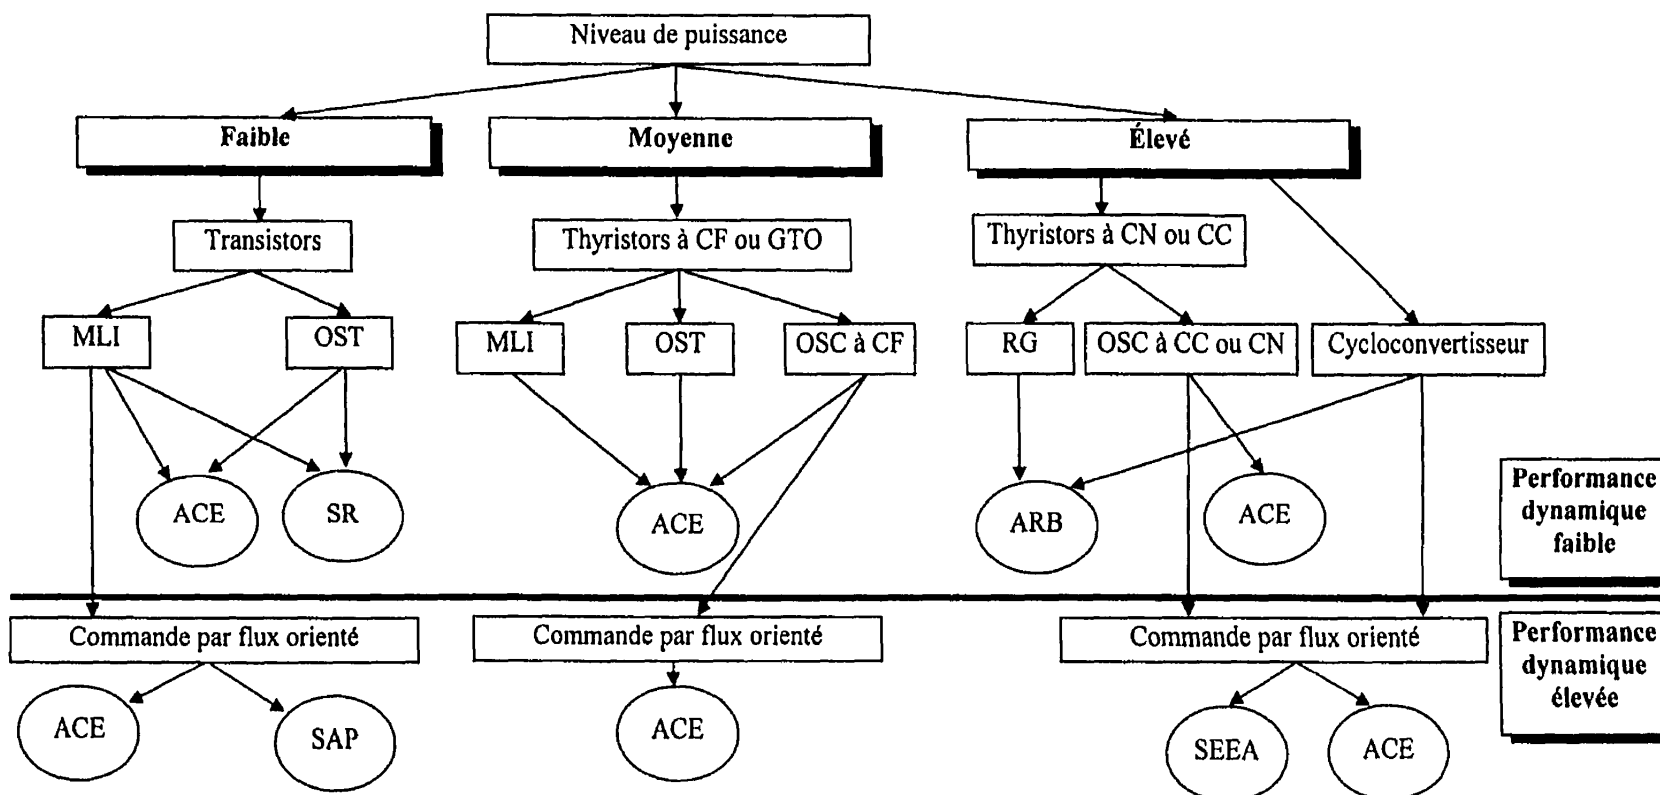 Niveau de puissance
Faible
Moyenne
Élevé
Transistors
Thyristors à CF ou GTO
Thyristors à CN ou CC
MLI
OST
MLI
OST
OSC à CF
RG
OSC à CC ou CN
Cycloconvertisseur
ACE
SR
ACE
ARB
ACE
Performance
dynamique
faible
Commande par flux orienté
Commande par flux orienté
Commande par flux orienté
Performance
dynamique
élevée
ACE
SAP
ACE
SEEA
ACE